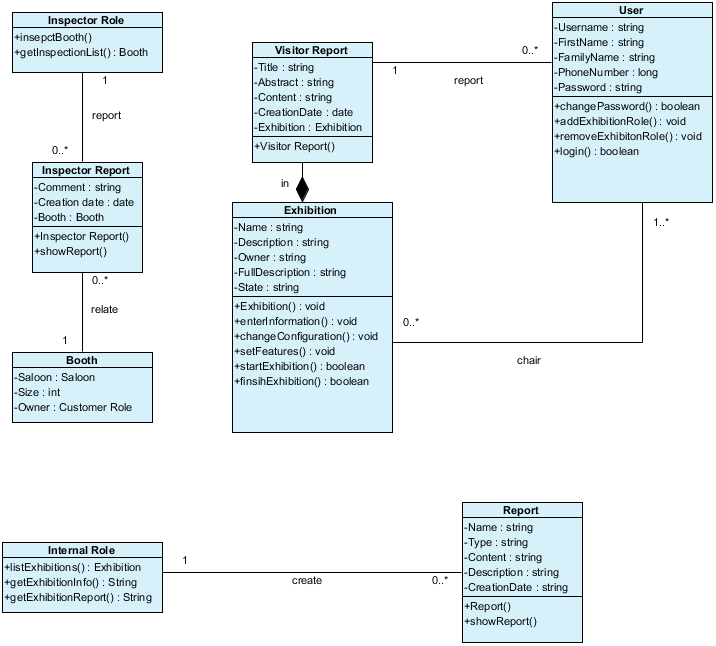 Inspector Role
+insepctBooth()
+getInspectionList() : Booth
1
report
0..*
Inspector Report
-Comment : string
-Creation date : date
-Booth : Booth
+Inspector Report()
+showReport()
0..*
relate
1
Booth
-Saloon : Saloon
-Size : int
-Owner : Customer Role
Visitor Report
-Title : string
-Abstract : string
-Content : string
-CreationDate : date
-Exhibition : Exhibition
+Visitor Report()
1
report
0..*
User
-Username : string
-FirstName : string
-FamilyName : string
-PhoneNumber : long
-Password : string
+changePassword() : boolean
+addExhibitionRole() : void
+removeExhibitonRole() : void
+login() : boolean
in
Exhibition
-Name : string
-Description : string
-Owner : string
-FullDescription : string
-State : string
+Exhibition() : void
+enterInformation() : void
+changeConfiguration() : void
+setFeatures() : void
+startExhibition() : boolean
+finsihExhibition() : boolean
0..*
chair
1..*
Internal Role
+listExhibitions() : Exhibition
+getExhibitionInfo() : String
+getExhibitionReport() : String
1
create
0..*
Report
-Name : string
-Type : string
-Content : string
-Description : string
-CreationDate : string
+Report()
+showReport()